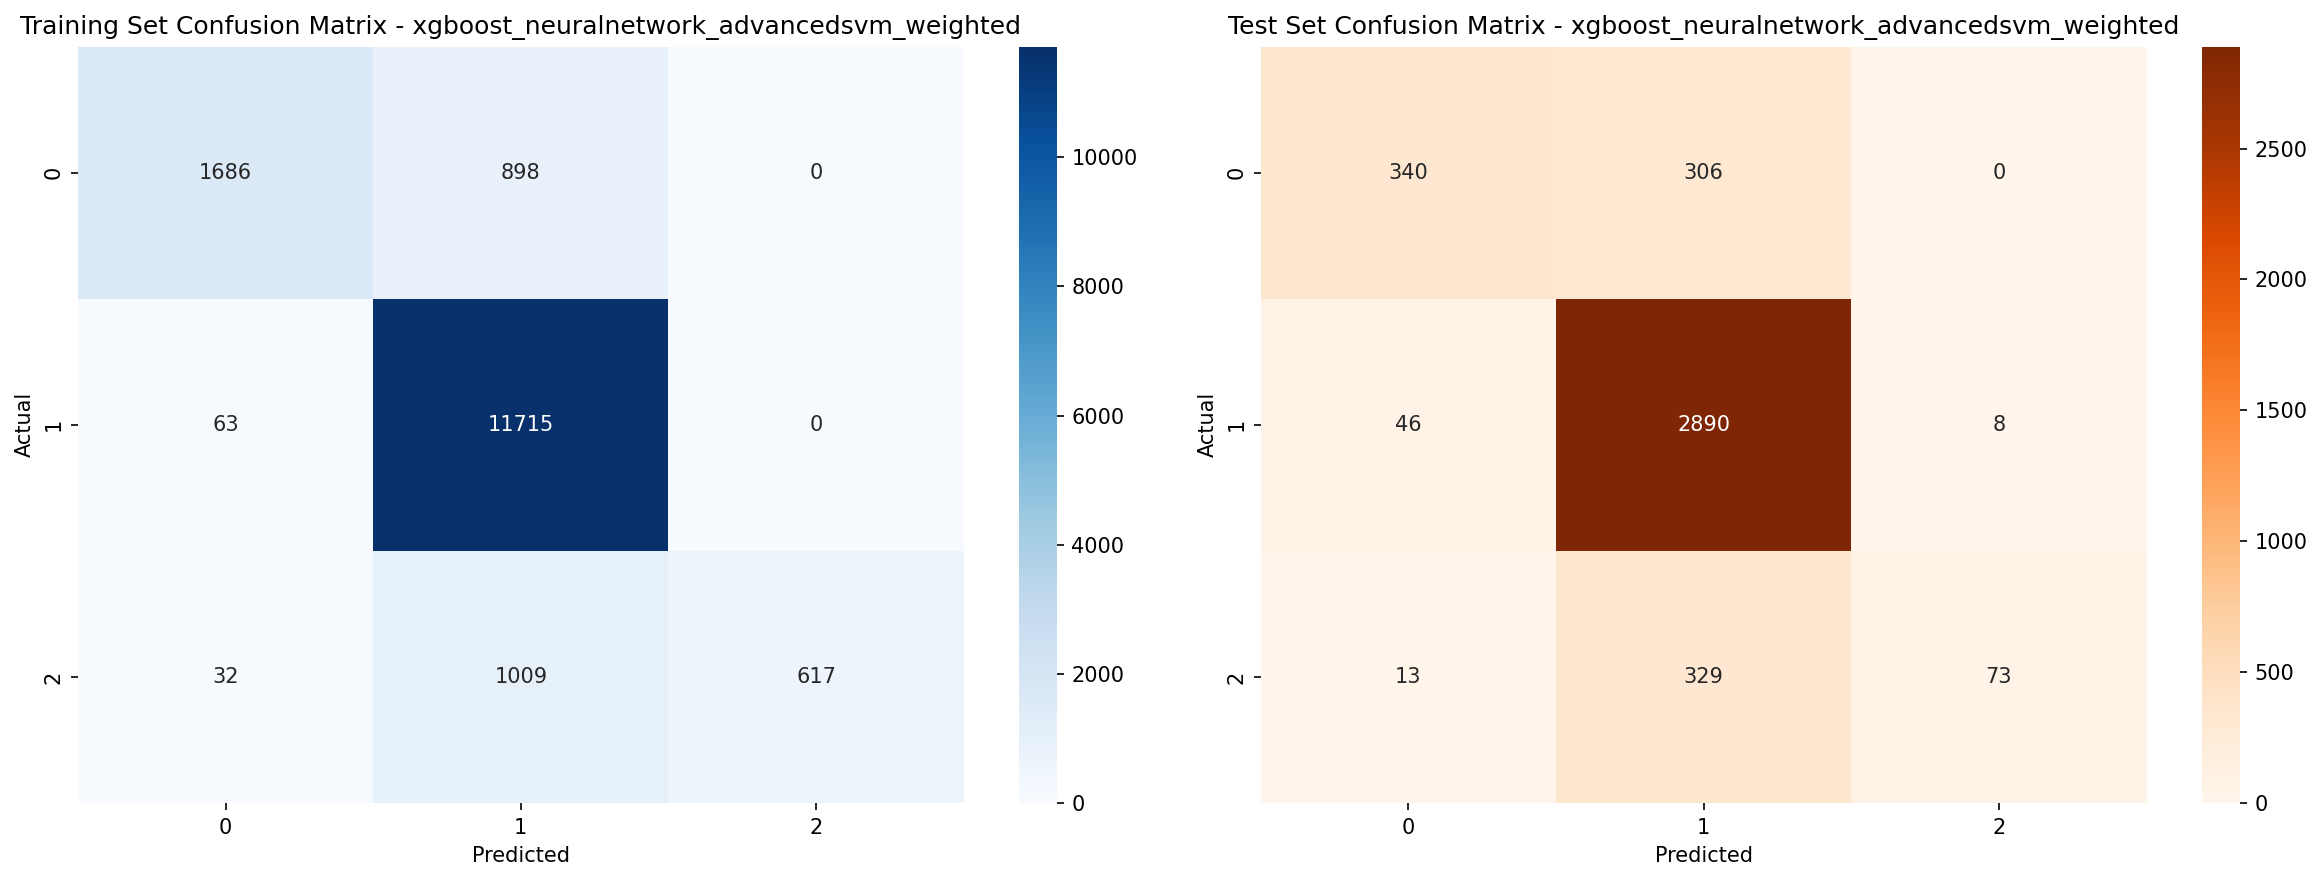 Training Set Confusion Matrix - xgboost_neuralnetwork_advancedsvm_weighted
Actual
0
1
2
1686 898 0
63 11715 0
32 1009 617
0 1 2
Predicted
10000
8000
6000
4000
2000
0
Test Set Confusion Matrix - xgboost_neuralnetwork_advancedsvm_weighted
Actual
0
1
2
340 306 0
46 2890 8
13 329 73
0 1 2
Predicted
2500
2000
1500
1000
500
0